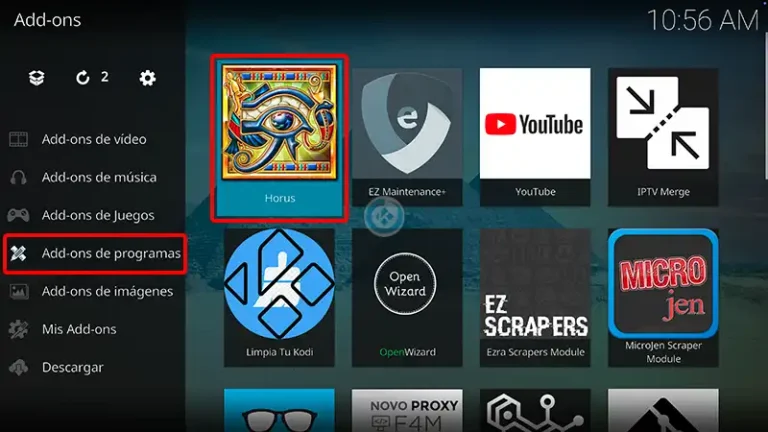 Add-ons
10:56 AM
2
Add-ons de vídeo
Add-ons de música
Add-ons de Juegos
Add-ons de programas
Add-ons de imágenes
Mis Add-ons
Descargar
Horus
e
EZ Maintenance+
YouTube
YouTube
IPTV Merge
Limpia Tu Kodi
Open
Wizard
OpenWizard
EZ
SCRAPERS
Ezra Scrapers Module
MICRO
jen
MicroJen Scraper
Module
NOVO PROXY
F4M